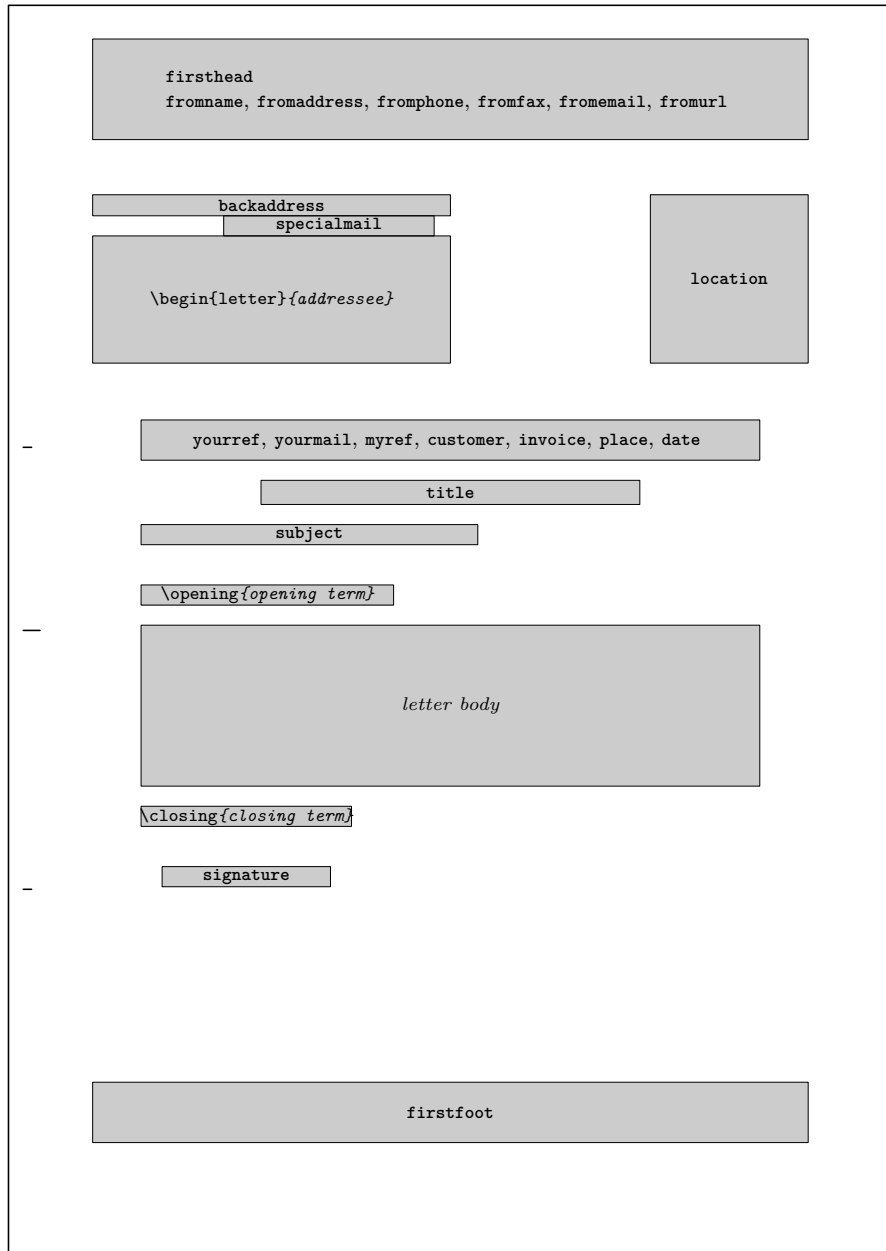 firsthead
fromname, fromaddress, fromphone, fromfax, fromemail, fromurl
backaddress
specialmail
\begin{letter}{addressee}
location
yourref, yourmail, myref, customer, invoice, place, date
title
subject
\opening{opening term}
letter body
\closing{closing term}
signature
firstfoot